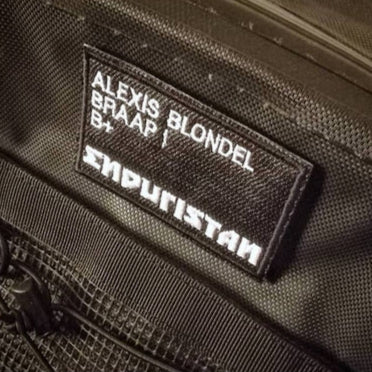 ALEXIS BLONDEL
BRAAP !
B+
ENDURISTAN